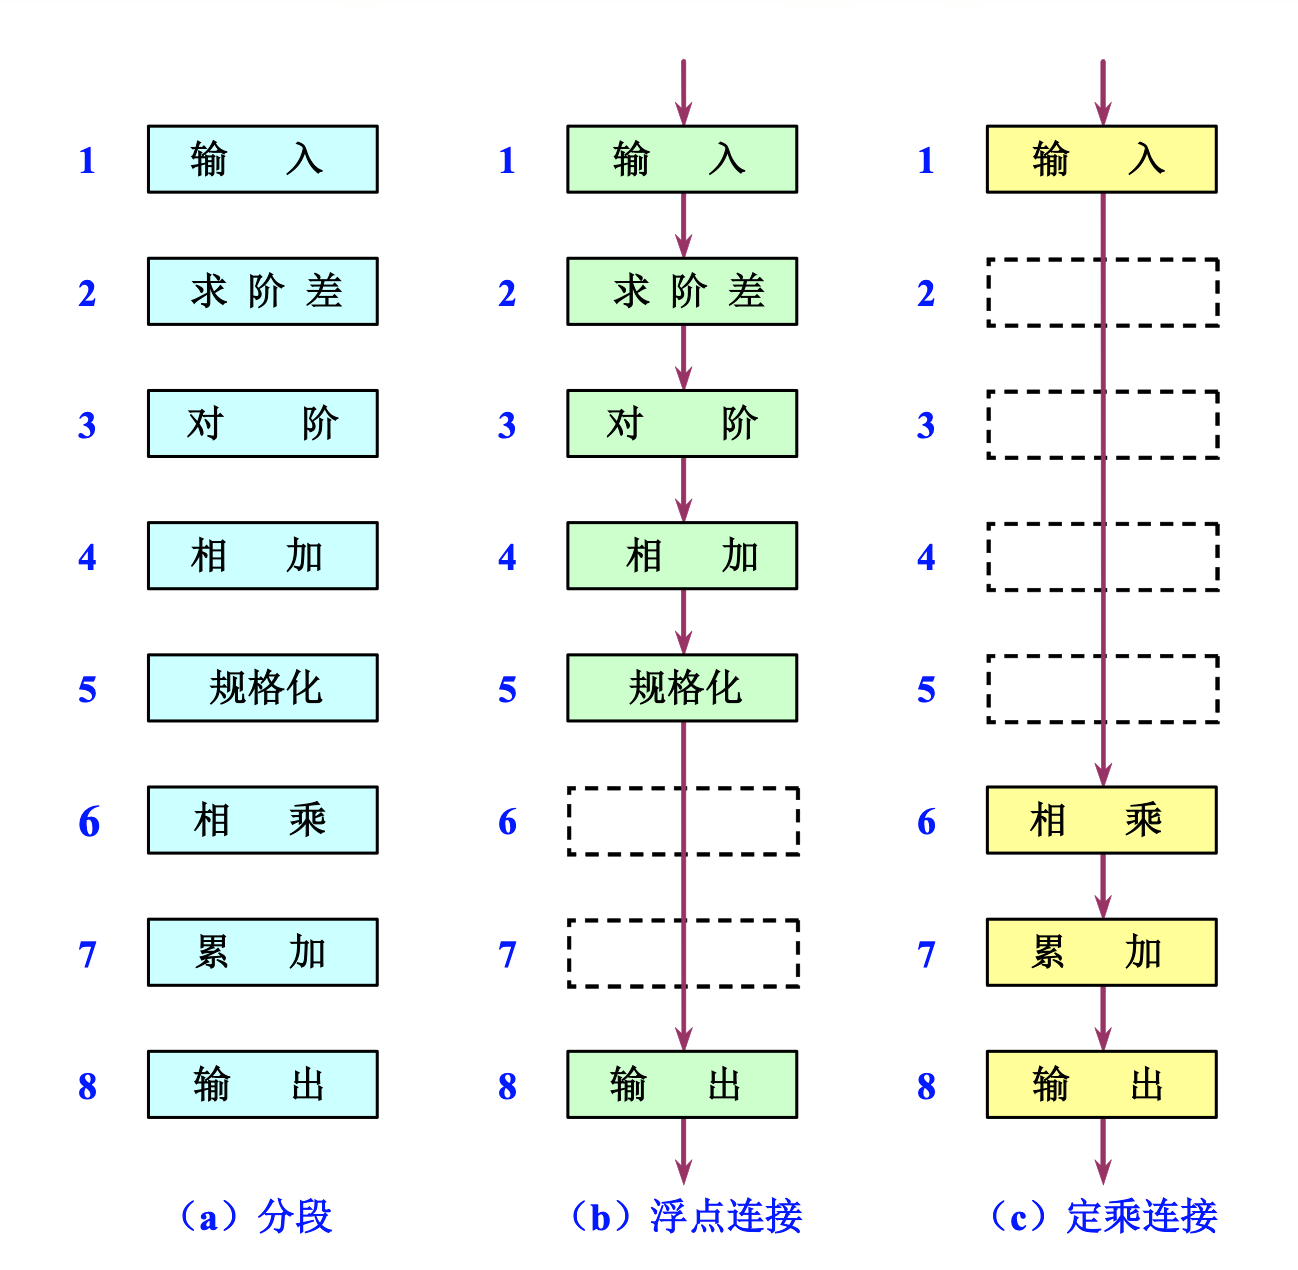 1 输入 1 输入 1 输入
2 求阶差 2 求阶差 2
3 对阶 3 对阶 3
4 相加 4 相加 4
5 规格化 5 规格化 5
6 相乘 6 6 相乘
7 累加 7 7 累加
8 输出 8 输出 8 输出
（a）分段 （b）浮点连接 （c）定乘连接